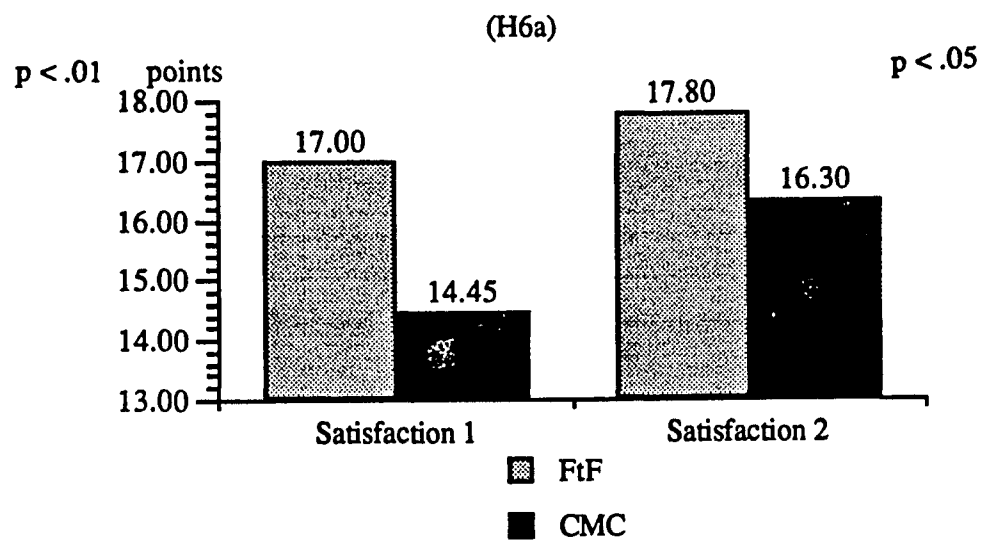 (H6a)
p < .01 points p < .05
18.00
17.00
16.00
15.00
14.00
13.00
17.00
14.45
17.80
16.30
Satisfaction 1 Satisfaction 2
FtF
CMC